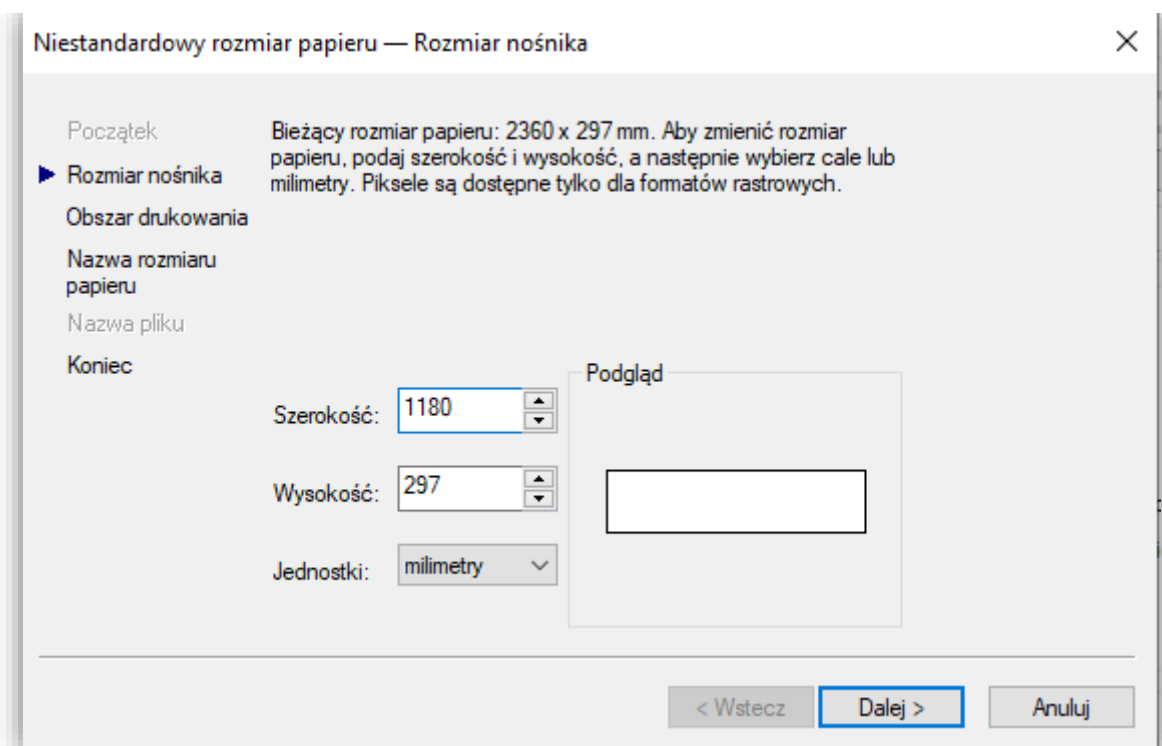 Niestandardowy rozmiar papieru — Rozmiar nośnika
Początek
Rozmiar nośnika
Obszar drukowania
Nazwa rozmiaru
papieru
Nazwa pliku
Koniec
Bieżący rozmiar papieru: 2360 x 297 mm. Aby zmienić rozmiar
papieru, podaj szerokość i wysokość, a następnie wybierz cale lub
milimetry. Piksele są dostępne tylko dla formatów rastrowych.
Szerokość: 1180
Wysokość: 297
Jednostki: milimetry
Podgląd
< Wstecz Dalej > Anuluj